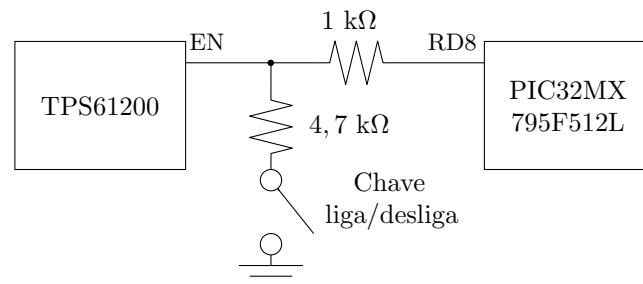 1 kΩ
EN
RD8
TPS61200
PIC32MX
795F512L
4, 7 kΩ
Chave
liga/desliga